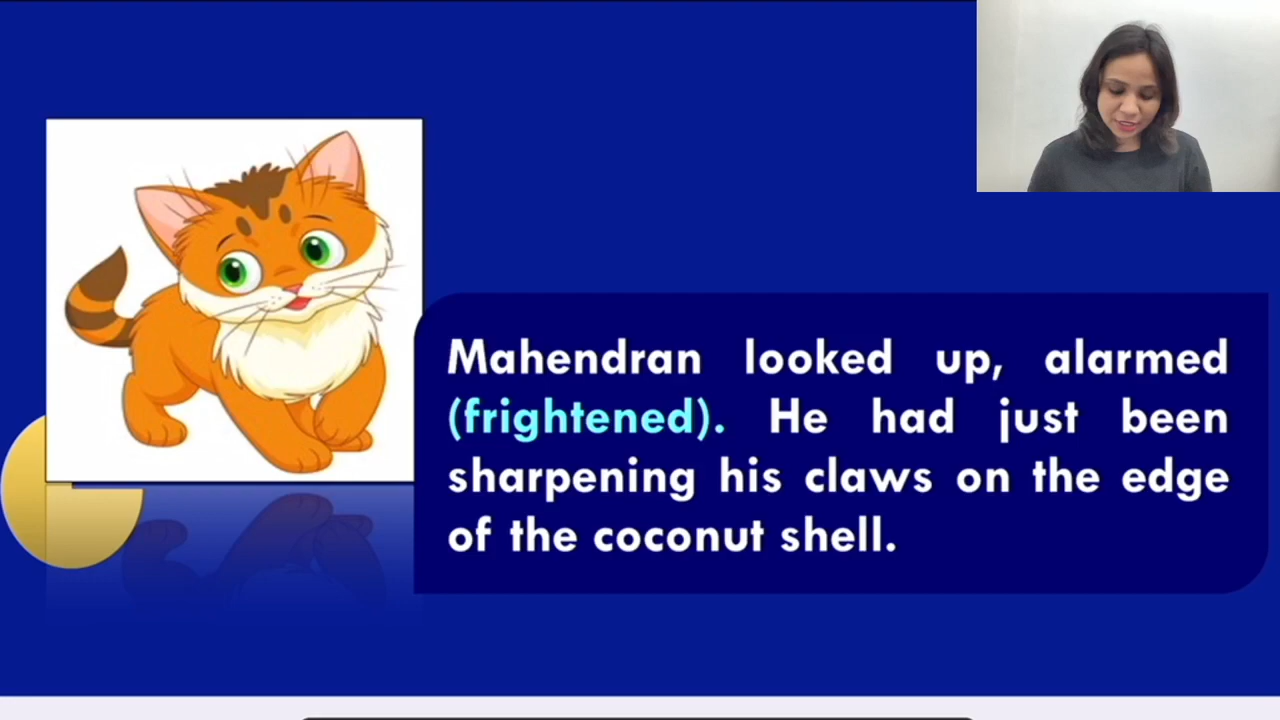 Mahendran looked up, alarmed
(frightened). He had just been
sharpening his claws on the edge
of the coconut shell.